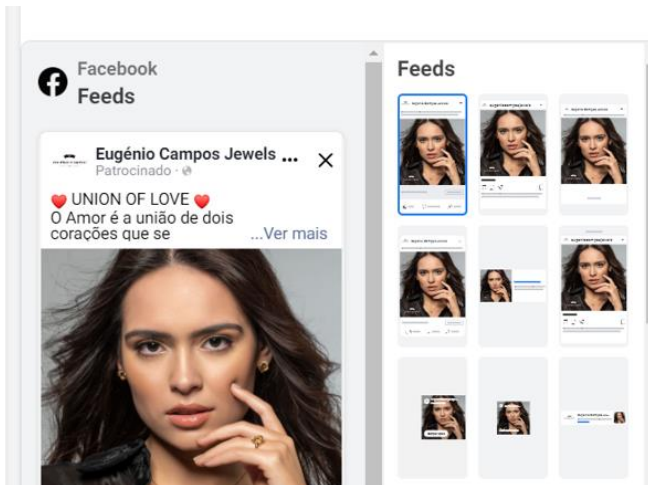 Facebook
Feeds
Eugénio Campos Jewels ...
Patrocinado ·
❤️ UNION OF LOVE ❤️
O Amor é a união de dois
corações que se ...Ver mais
Feeds